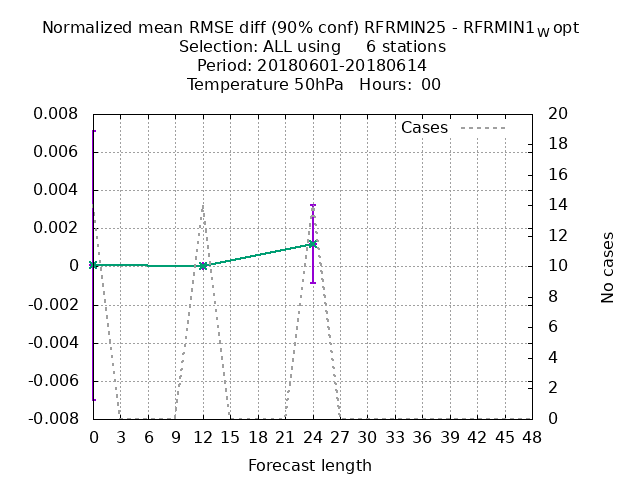 Normalized mean RMSE diff (90% conf) RFRMIN25 - RFRMIN1_W opt
Selection: ALL using     6 stations
Period: 20180601-20180614
Temperature 50hPa   Hours:  00
Cases
0.008
0.006
0.004
0.002
0
-0.002
-0.004
-0.006
-0.008
20
18
16
14
12
10
8
6
4
2
0
No cases
0 3 6 9 12 15 18 21 24 27 30 33 36 39 42 45 48
Forecast length